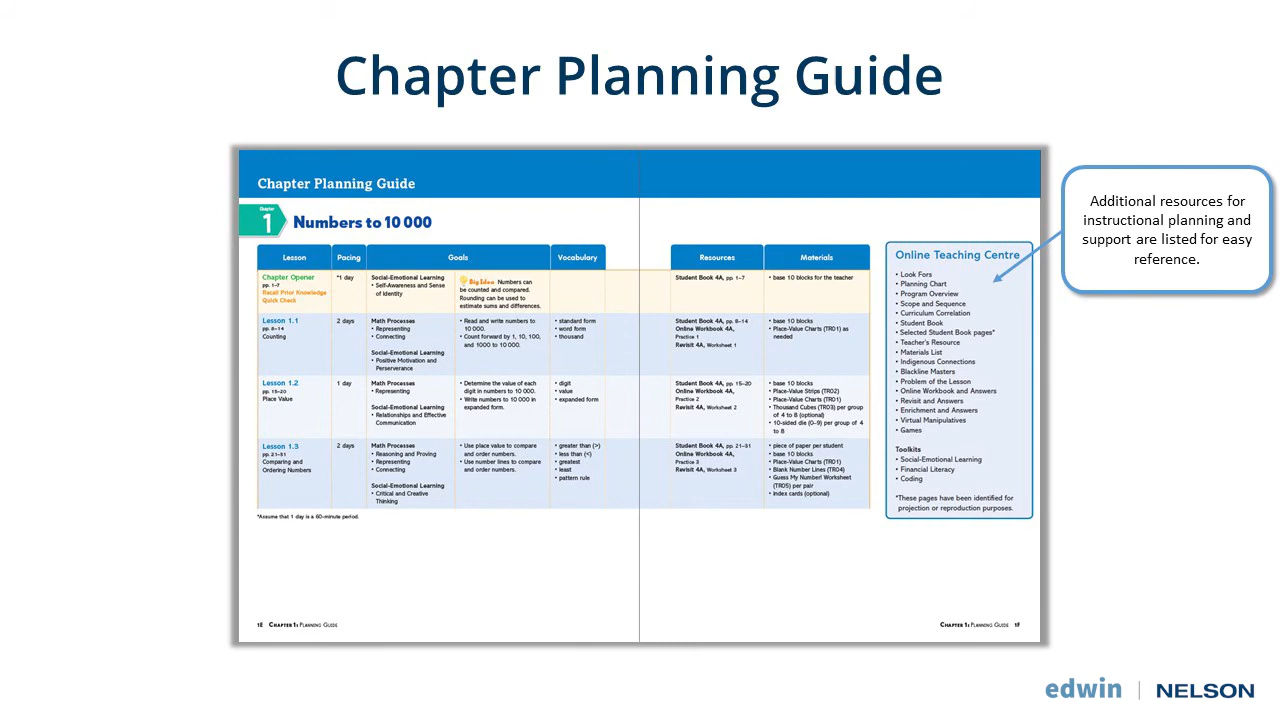 Chapter Planning Guide
Chapter Planning Guide
Chapter
1
Numbers to 10 000
Lesson Pacing Goals Vocabulary Resources Materials
Chapter Opener
pp. 1–7
Recall Prior Knowledge
Quick Check
*1 day
Social-Emotional Learning
• Self-Awareness and Sense
of Identity
Big Idea Numbers can
be counted and compared.
Rounding can be used to
estimate sums and differences.
Student Book 4A, pp. 1–7
• base 10 blocks for the teacher
Lesson 1.1
pp. 8–14
Counting
2 days
Math Processes
• Representing
• Connecting
Social-Emotional Learning
• Positive Motivation and
Perserverance
• Read and write numbers to
10 000.
• Count forward by 1, 10, 100,
and 1000 to 10 000.
• standard form
• word form
• thousand
Student Book 4A, pp. 8–14
Online Workbook 4A,
Practice 1
Revisit 4A, Worksheet 1
• base 10 blocks
• Place-Value Charts (TR01) as
needed
Lesson 1.2
pp. 15–20
Place Value
1 day
Math Processes
• Representing
Social-Emotional Learning
• Relationships and Effective
Communication
• Determine the value of each
digit in numbers to 10 000.
• Write numbers to 10 000 in
expanded form.
• digit
• value
• expanded form
Student Book 4A, pp. 15–20
Online Workbook 4A,
Practice 2
Revisit 4A, Worksheet 2
• base 10 blocks
• Place-Value Strips (TR02)
• Place-Value Charts (TR01)
• Thousand Cubes (TR03) per group
of 4 to 8 (optional)
• 10-sided die (0–9) per group of 4
to 8
Lesson 1.3
pp. 21–31
Comparing and
Ordering Numbers
2 days
Math Processes
• Reasoning and Proving
• Representing
• Connecting
Social-Emotional Learning
• Critical and Creative
Thinking
• Use place value to compare
and order numbers.
• Use number lines to compare
and order numbers.
• greater than (>)
• less than (<)
• greatest
• least
• pattern rule
Student Book 4A, pp. 21–31
Online Workbook 4A,
Practice 3
Revisit 4A, Worksheet 3
• piece of paper per student
• base 10 blocks
• Place-Value Charts (TR01)
• Blank Number Lines (TR04)
• Guess My Number! Worksheet
(TR05) per pair
• index cards (optional)
*Assume that 1 day is a 60-minute period.
Online Teaching Centre
• Look Fors
• Planning Chart
• Program Overview
• Scope and Sequence
• Curriculum Correlation
• Student Book
• Selected Student Book pages*
• Teacher's Resource
• Materials List
• Indigenous Connections
• Blackline Masters
• Problem of the Lesson
• Online Workbook and Answers
• Revisit and Answers
• Enrichment and Answers
• Virtual Manipulatives
• Games
Toolkits
• Social-Emotional Learning
• Financial Literacy
• Coding
*These pages have been identified for
projection or reproduction purposes.
Additional resources for
instructional planning and
support are listed for easy
reference.
1E CHAPTER 1: PLANNING GUIDE
CHAPTER 1: PLANNING GUIDE 1F
edwin | NELSON